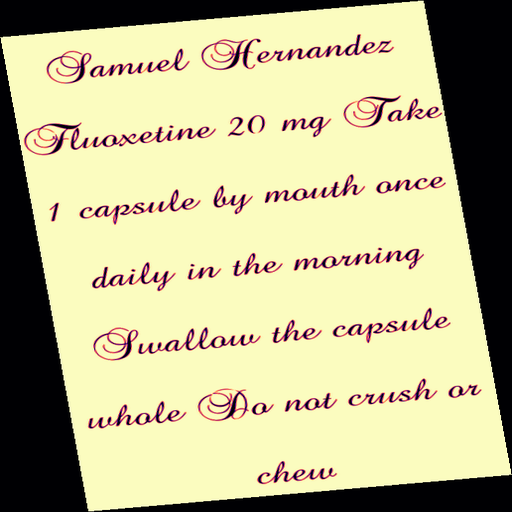 Samuel Hernandez
Fluoxetine 20 mg Take
1 capsule by mouth once
daily in the morning
Swallow the capsule
whole Do not crush or
chew